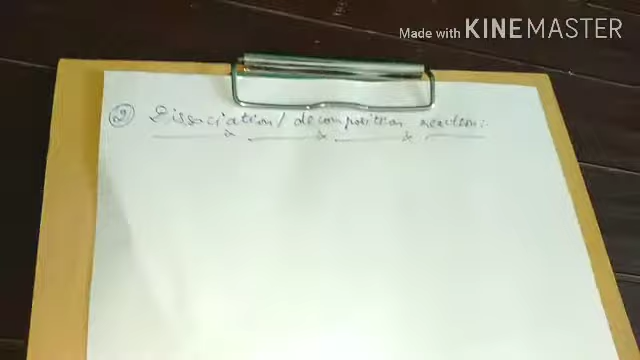 Made with KINEMASTER
② Dissociation/ decomposition reaction: